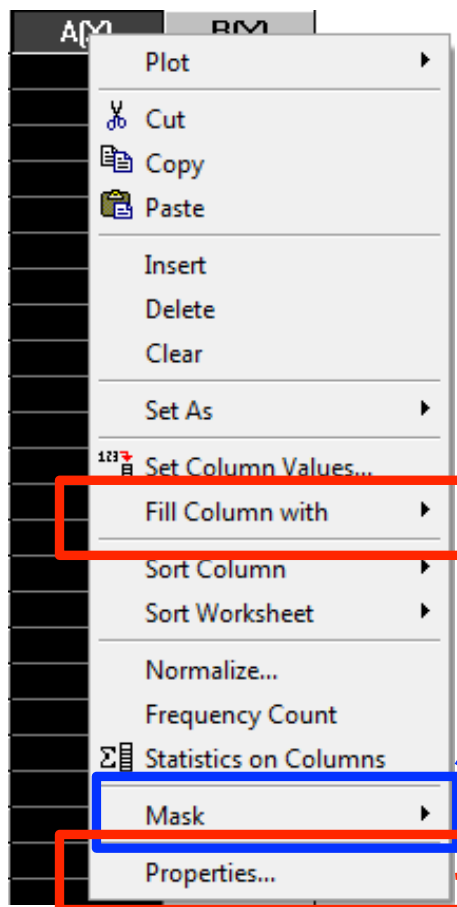 Plot
Cut
Copy
Paste
Insert
Delete
Clear
Set As
123 Set Column Values...
Fill Column with
Sort Column
Sort Worksheet
Normalize...
Frequency Count
Σ Statistics on Columns
Mask
Properties...